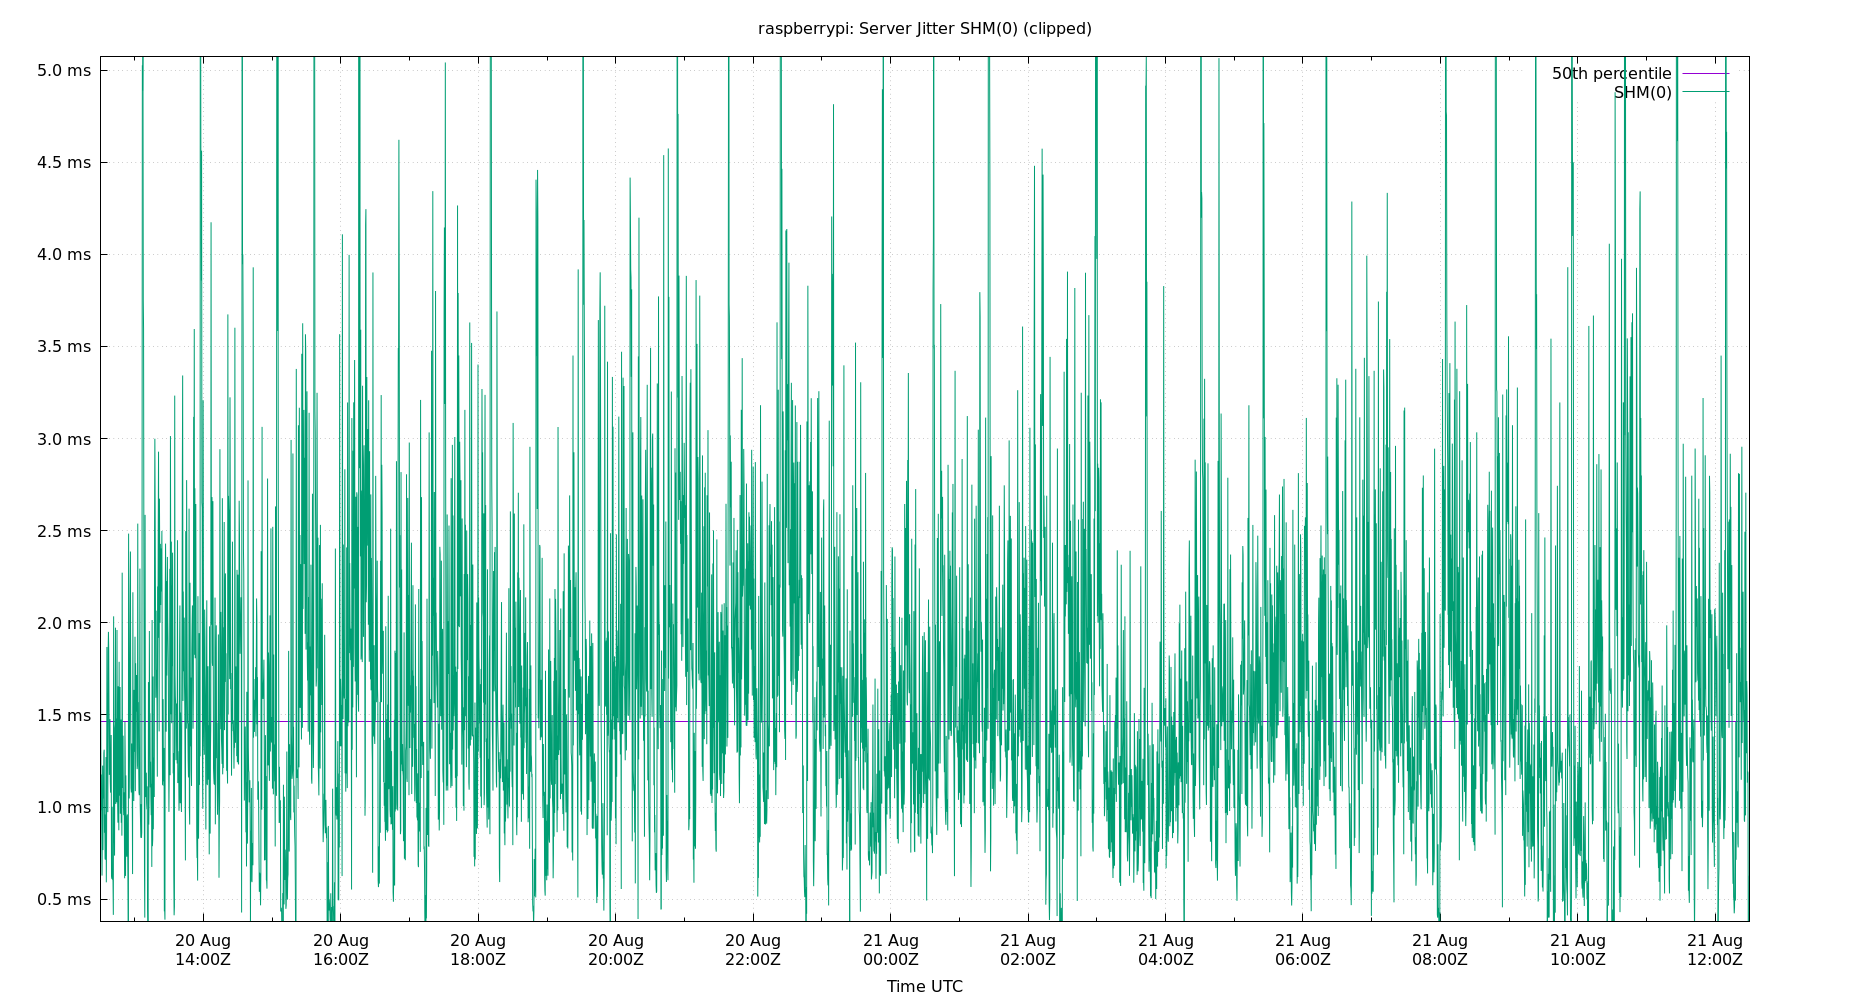 raspberrypi: Server Jitter SHM(0) (clipped)
5.0 ms
50th percentile
SHM(0)
4.5 ms
4.0 ms
3.5 ms
3.0 ms
2.5 ms
2.0 ms
1.5 ms
1.0 ms
0.5 ms
20 Aug 20 Aug 20 Aug 20 Aug 20 Aug 21 Aug 21 Aug 21 Aug 21 Aug 21 Aug 21 Aug 21 Aug
14:00Z 16:00Z 18:00Z 20:00Z 22:00Z 00:00Z 02:00Z 04:00Z 06:00Z 08:00Z 10:00Z 12:00Z
Time UTC